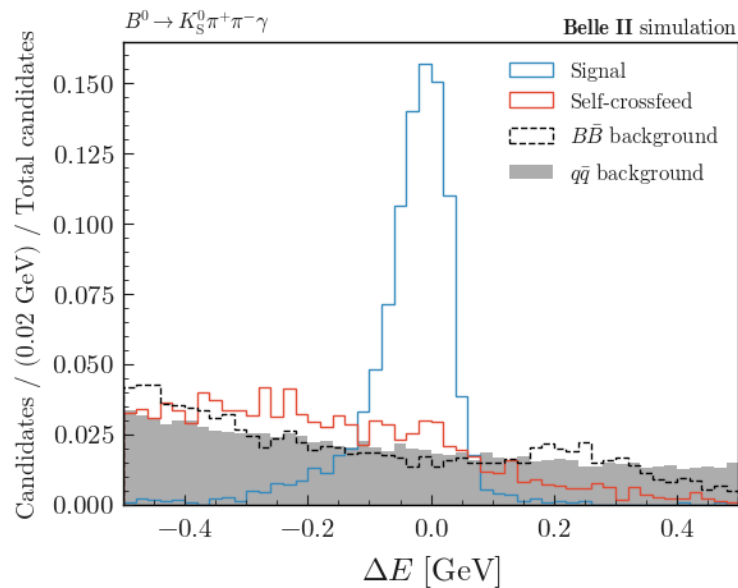 B⁰ → K_S⁰ π⁺π⁻γ
Belle II simulation
Signal
Self-crossfeed
BB̄ background
qq̄ background
Candidates / (0.02 GeV) / Total candidates
0.150
0.125
0.100
0.075
0.050
0.025
0.000
−0.4 −0.2 0.0 0.2 0.4
ΔE [GeV]